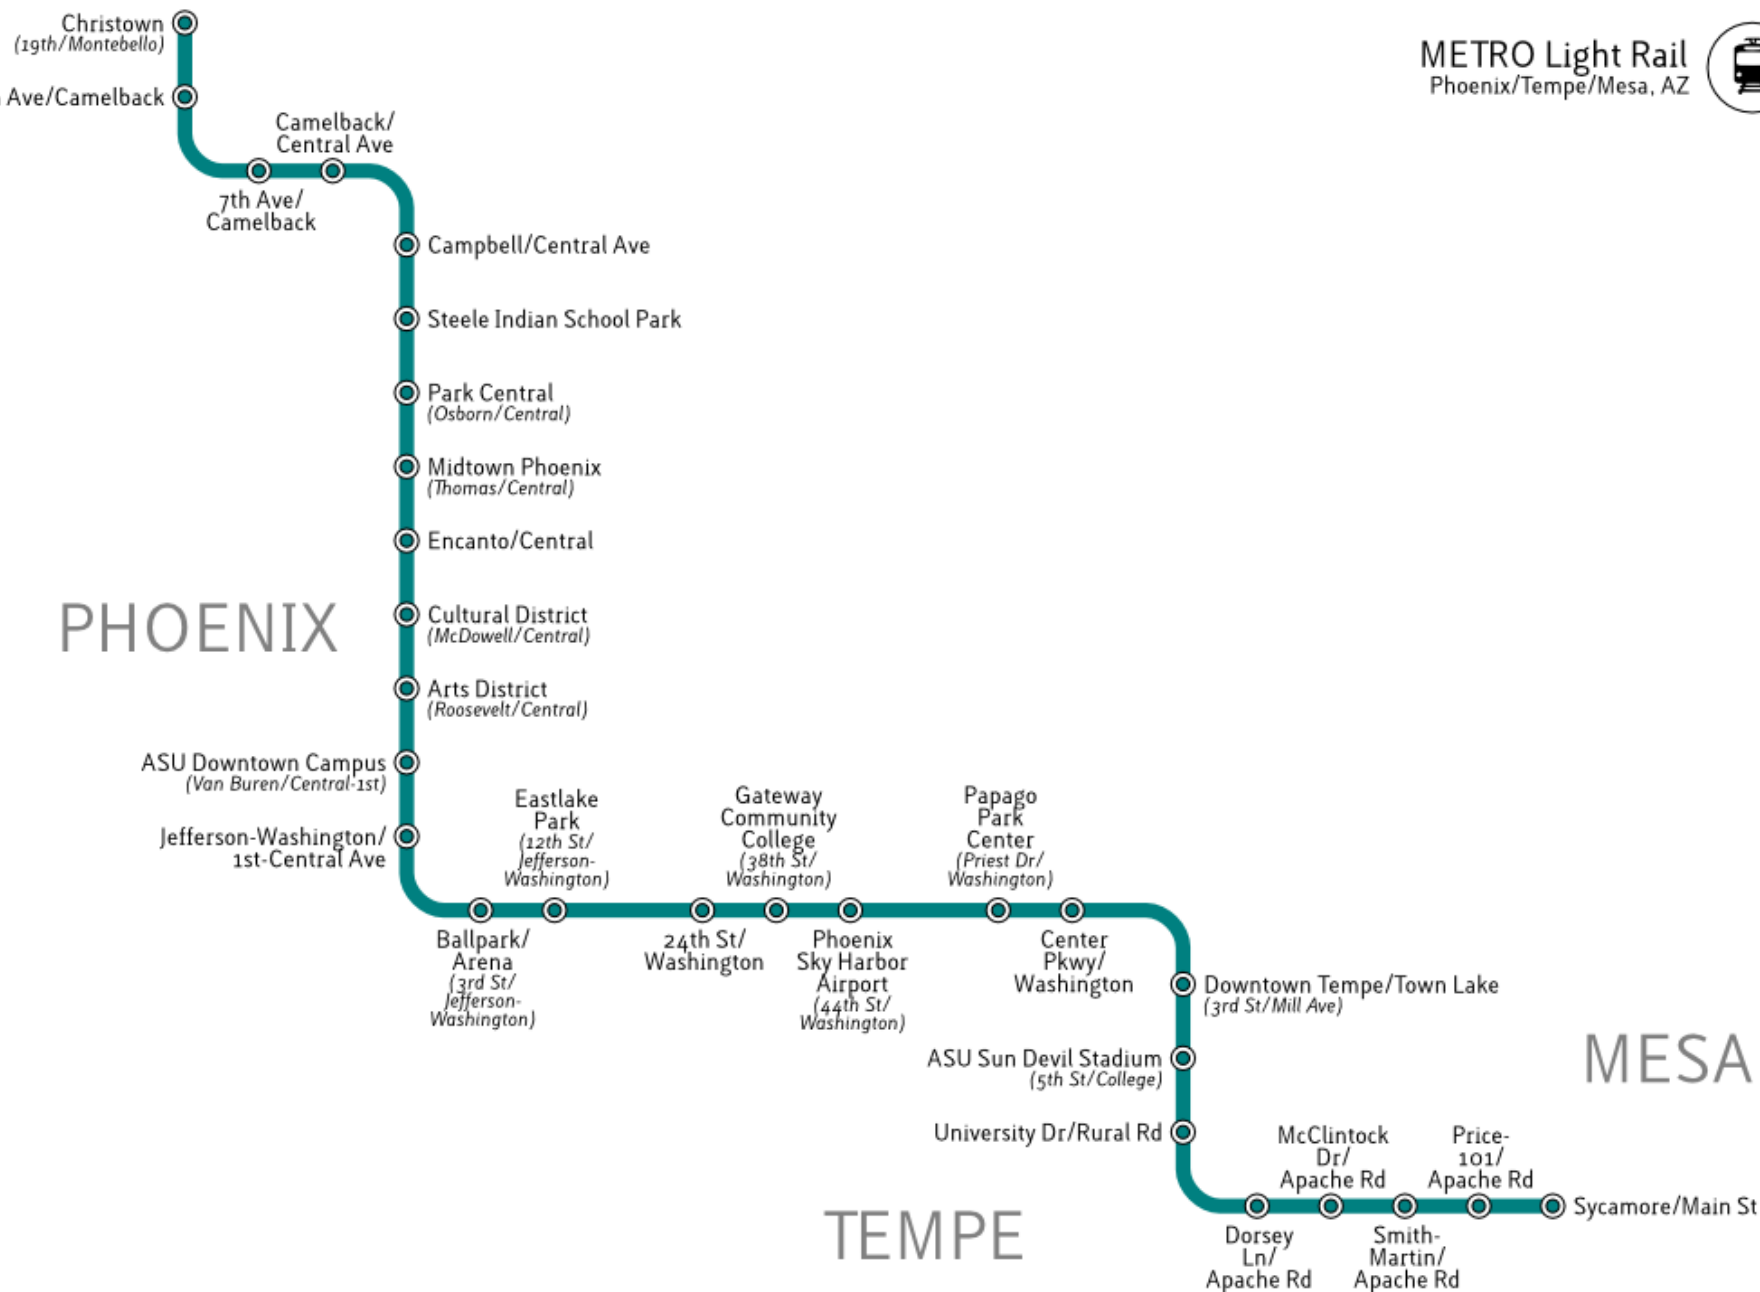 Christown
(19th/Montebello)
METRO Light Rail
Phoenix/Tempe/Mesa, AZ
Ave/Camelback
Camelback/
Central Ave
7th Ave/
Camelback
Campbell/Central Ave
Steele Indian School Park
Park Central
(Osborn/Central)
Midtown Phoenix
(Thomas/Central)
Encanto/Central
PHOENIX
Cultural District
(McDowell/Central)
Arts District
(Roosevelt/Central)
ASU Downtown Campus
(Van Buren/Central-1st)
Jefferson-Washington/
1st-Central Ave
Eastlake
Park
(12th St/
Jefferson-
Washington)
Gateway
Community
College
(38th St/
Washington)
Papago
Park
Center
(Priest Dr/
Washington)
Ballpark/
Arena
(3rd St/
Jefferson-
Washington)
24th St/
Washington
Phoenix
Sky Harbor
Airport
(44th St/
Washington)
Center
Pkwy/
Washington
Downtown Tempe/Town Lake
(3rd St/Mill Ave)
ASU Sun Devil Stadium
(5th St/College)
MESA
University Dr/Rural Rd
McClintock
Dr/
Apache Rd
Price-
101/
Apache Rd
Sycamore/Main St
TEMPE
Dorsey
Ln/
Apache Rd
Smith-
Martin/
Apache Rd